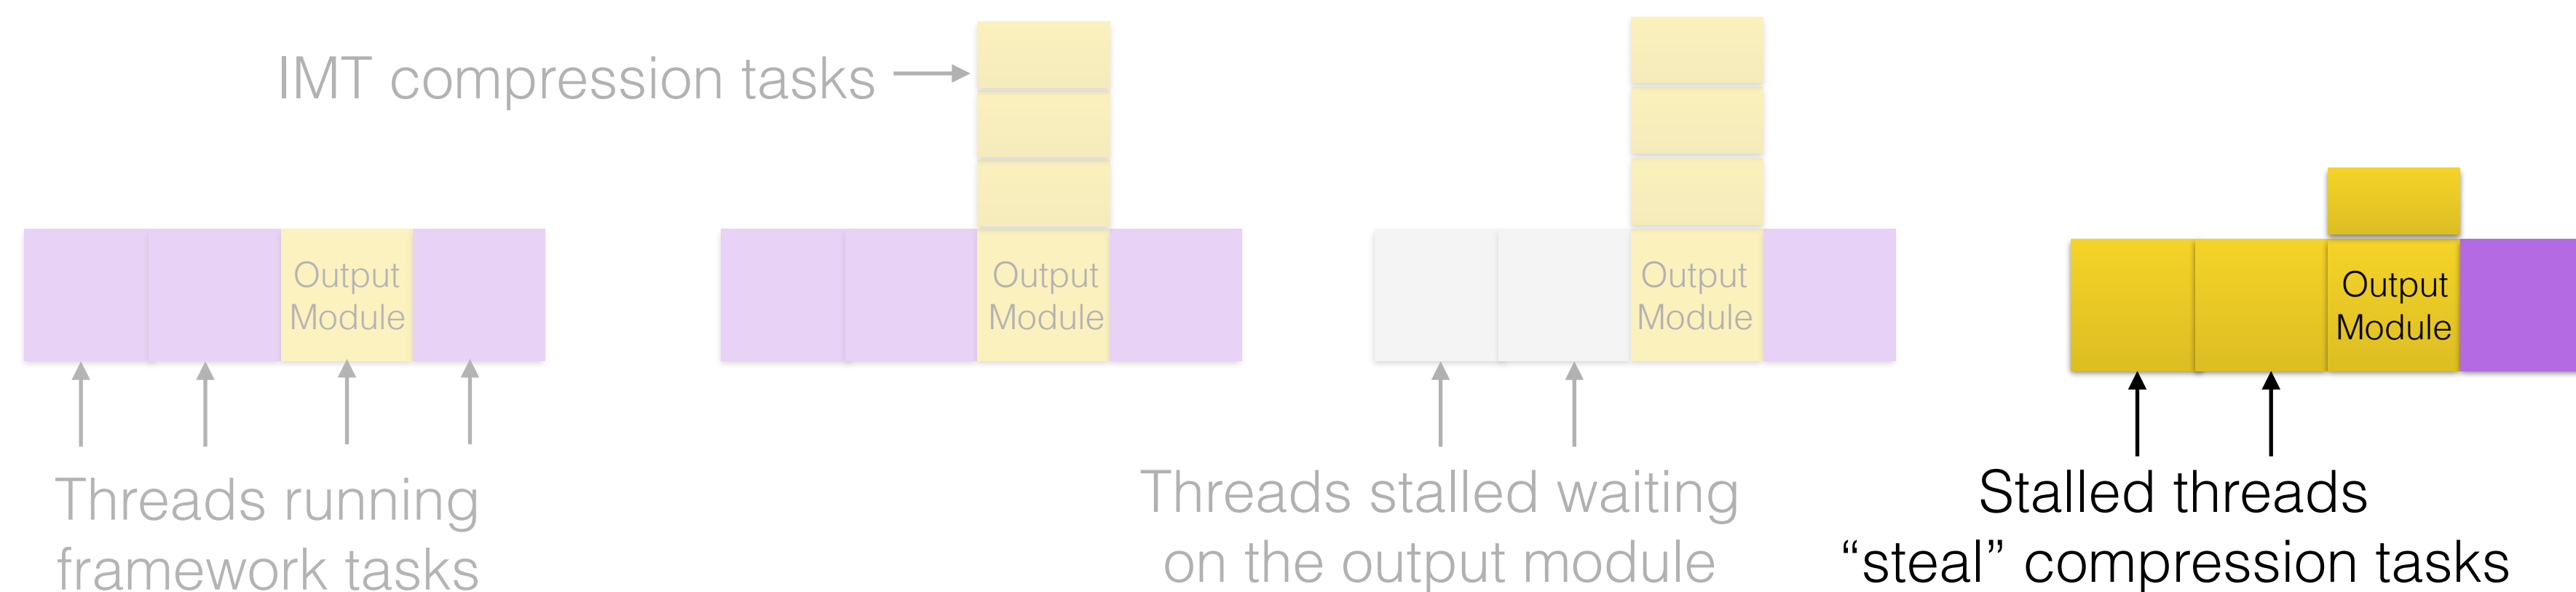 IMT compression tasks
Output
Module
Output
Module
Output
Module
Output
Module
Threads running
framework tasks
Threads stalled waiting
on the output module
Stalled threads
“steal” compression tasks